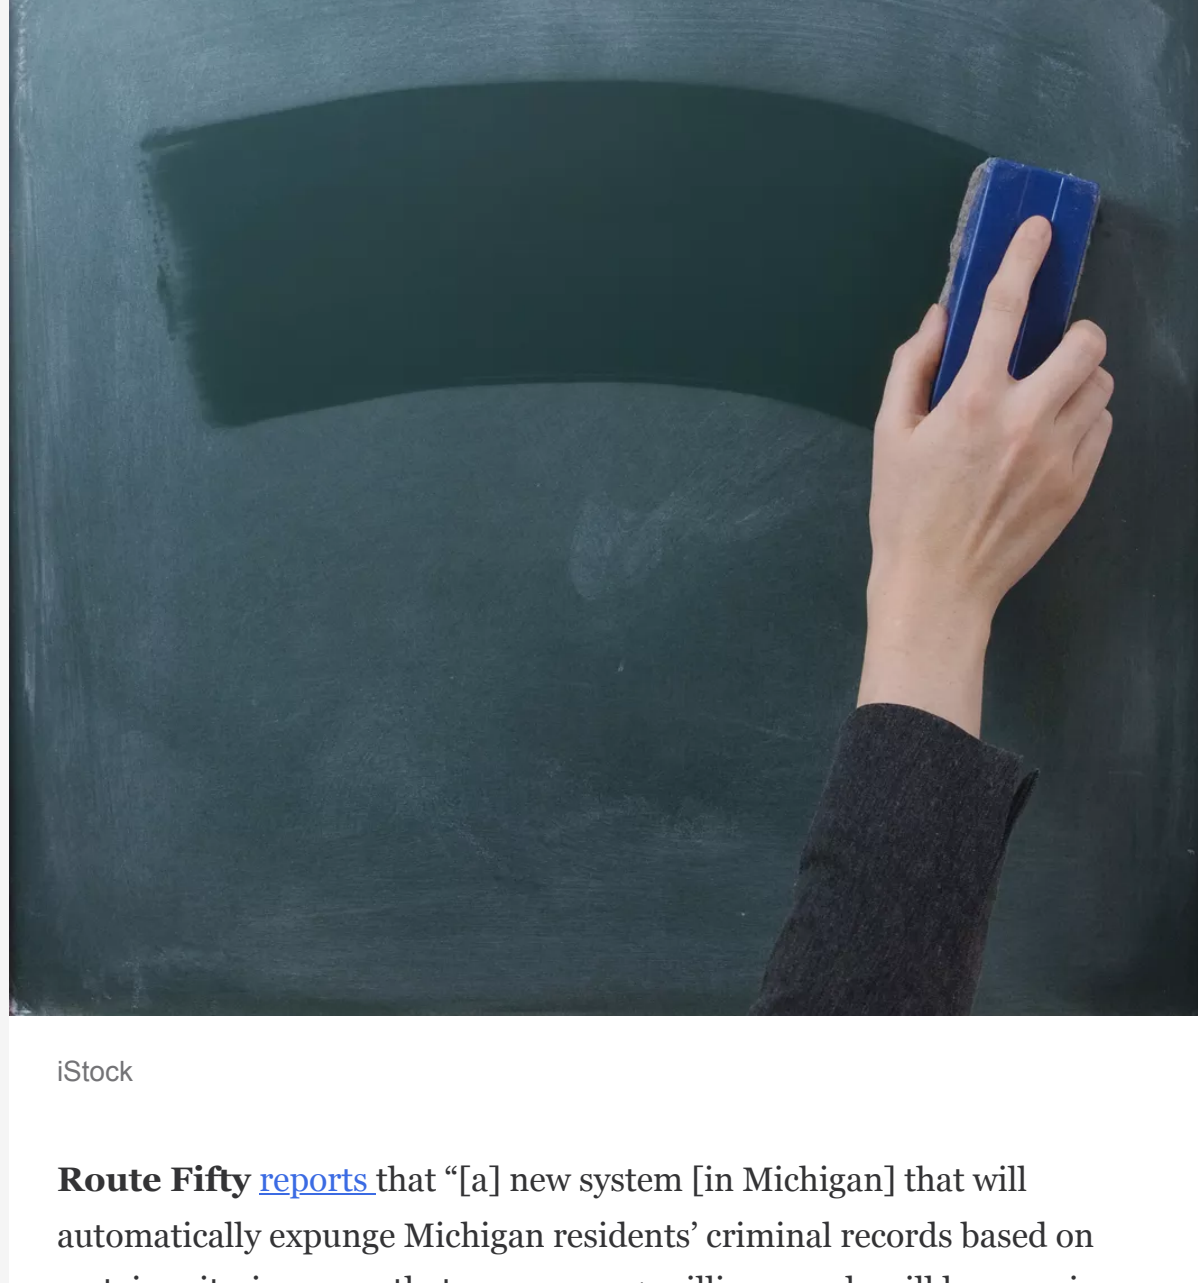 iStock
Route Fifty reports that “[a] new system [in Michigan] that will
automatically expunge Michigan residents’ criminal records based on